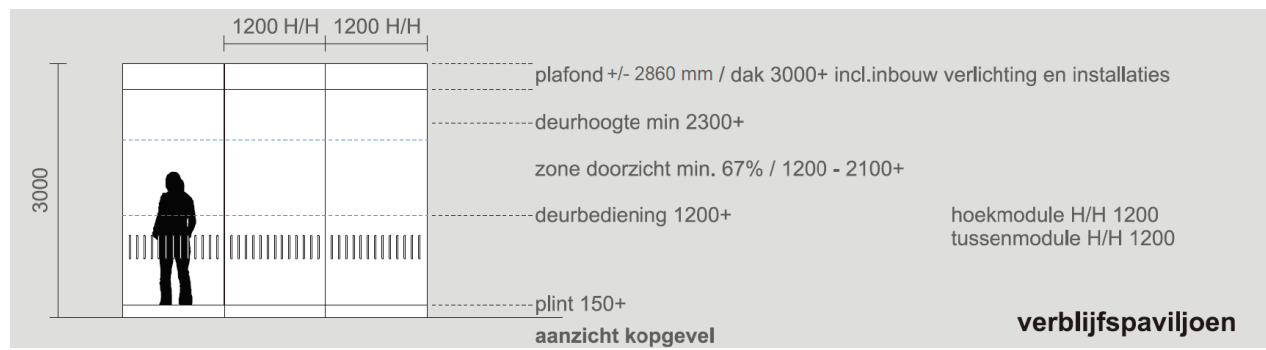 1200 H/H 1200 H/H
plafond +/- 2860 mm / dak 3000+ incl.inbouw verlichting en installaties
deurhoogte min 2300+
zone doorzicht min. 67% / 1200 - 2100+
3000
deurbediening 1200+
hoekmodule H/H 1200
tussenmodule H/H 1200
plint 150+
aanzicht kopgevel
verblijfspaviljoen